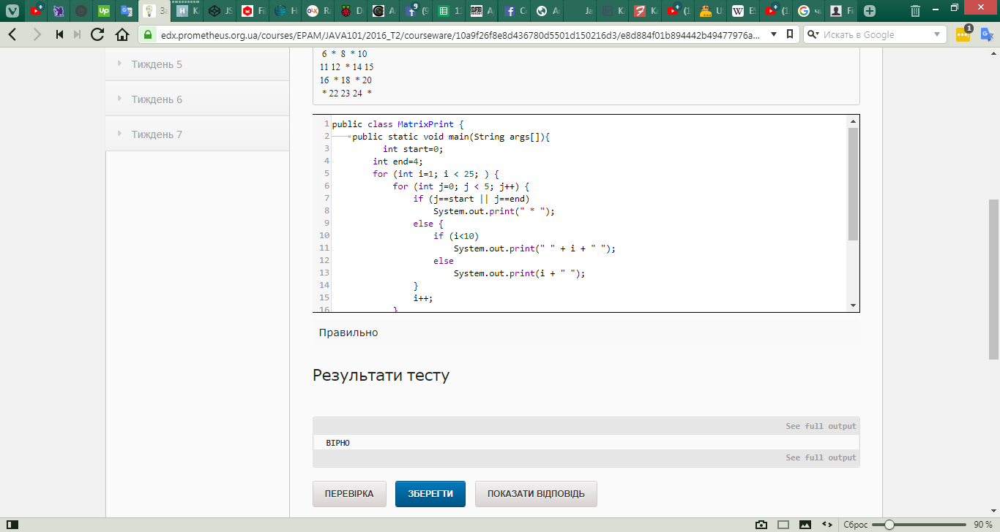 edx.prometheus.org.ua/courses/EPAM/JAVA101/2016_T2/courseware/10a9f26f8e8d436780d5501d150216d3/e8d884f01b894442b49477976a...
Искать в Google
1
Тиждень 5
Тиждень 6
Тиждень 7
6 * 8 * 10
11 12 * 14 15
16 * 18 * 20
* 22 23 24 *
1 public class MatrixPrint {
2 public static void main(String args[]){
3 int start=0;
4 int end=4;
5 for (int i=1; i < 25; ) {
6 for (int j=0; j < 5; j++) {
7 if (j==start || j==end)
8 System.out.print(" * ");
9 else {
10 if (i<10)
11 System.out.print(" " + i + " ");
12 else
13 System.out.print(i + " ");
14 }
15 i++;
16 }
Правильно
Результати тесту
See full output
ВІРНО
See full output
ПЕРЕВІРКА
ЗБЕРЕГТИ
ПОКАЗАТИ ВІДПОВІДЬ
Сброс
90 %